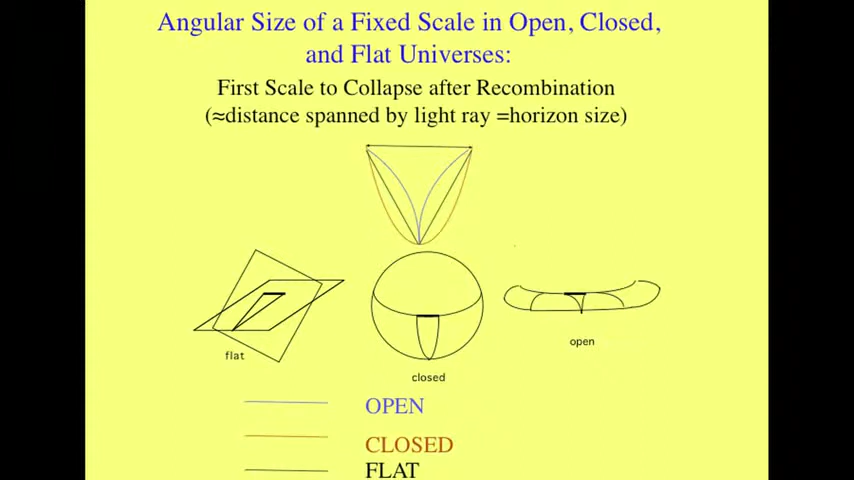 Angular Size of a Fixed Scale in Open, Closed,
and Flat Universes:
First Scale to Collapse after Recombination
(≈distance spanned by light ray =horizon size)
flat
closed
open
OPEN
CLOSED
FLAT